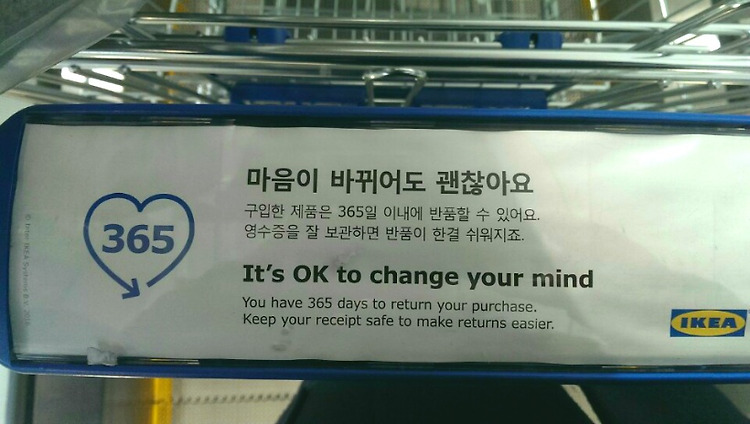 365
마음이 바뀌어도 괜찮아요
구입한 제품은 365일 이내에 반품할 수 있어요.
영수증을 잘 보관하면 반품이 한결 쉬워지죠.
It's OK to change your mind
You have 365 days to return your purchase.
Keep your receipt safe to make returns easier.
IKEA
© Inter IKEA Systems B.V.